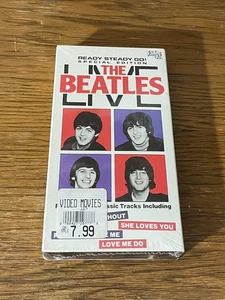 READY STEADY GO!
SPECIAL EDITION
THE
BEATLES
LIVE
sic Tracks Including
VIDEO MOVIES
7.99
HOUT
SHE LOVES YOU
ME
LOVE ME DO